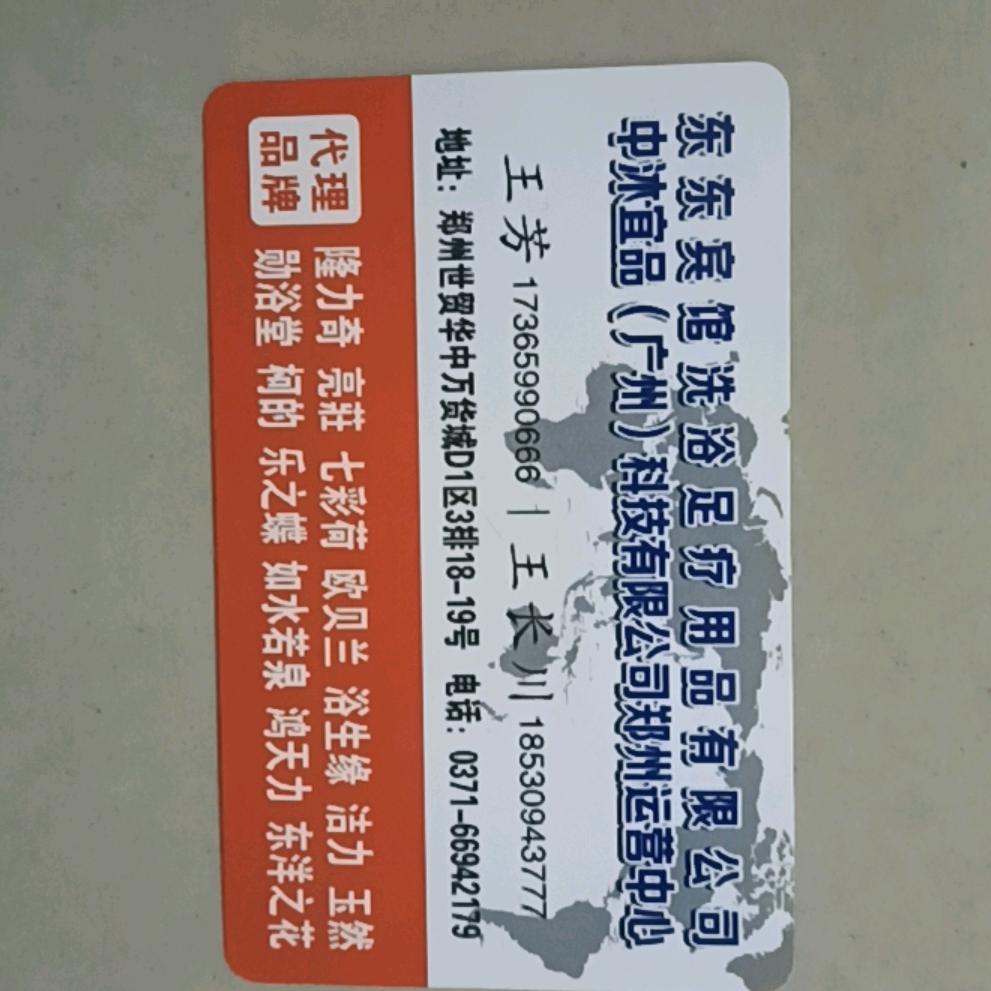 东东宾馆洗浴足疗用品有限公司
中沐宜品（广州）科技有限公司郑州运营中心
王芳 17365990666 | 王长川 18530943777
地址：郑州世贸华中万货城D1区3排18-19号 电话：0371-66942179
代理品牌
隆力奇 亮莊 七彩荷 欧贝兰 浴生缘 洁力 玉然
勋浴堂 柯的 乐之蝶 如水若泉 鸿天力 东洋之花